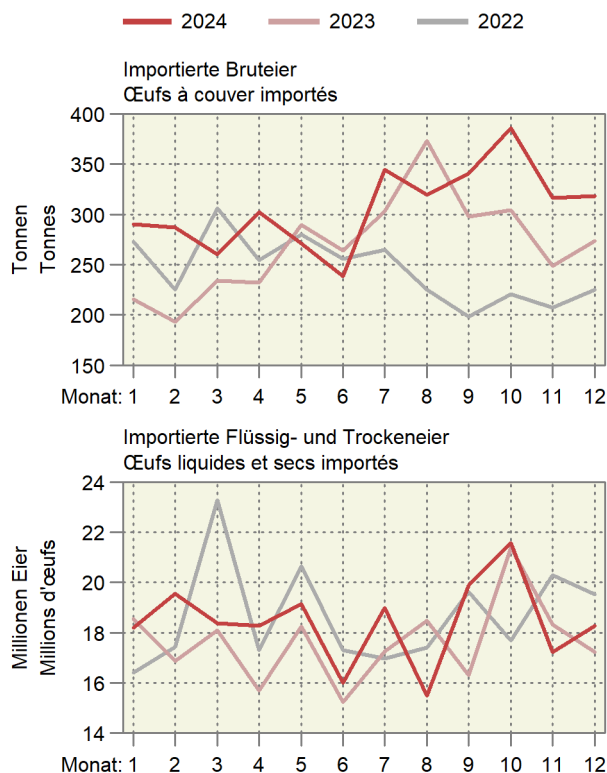 2024 2023 2022
Importierte Bruteier
Œufs à couver importés
Tonnen
Tonnes
400
350
300
250
200
150
Monat: 1 2 3 4 5 6 7 8 9 10 11 12
Importierte Flüssig- und Trockeneier
Œufs liquides et secs importés
Millionen Eier
Millions d'œufs
24
22
20
18
16
14
Monat: 1 2 3 4 5 6 7 8 9 10 11 12